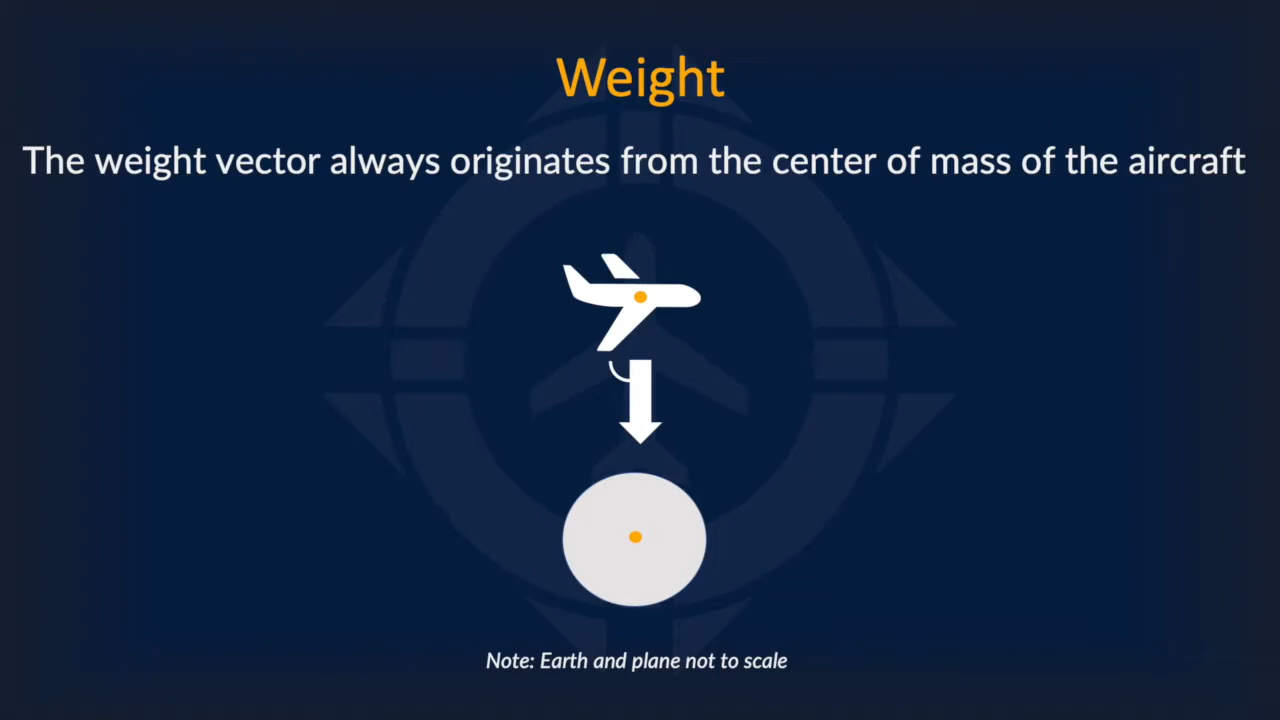 Weight
The weight vector always originates from the center of mass of the aircraft
Note: Earth and plane not to scale